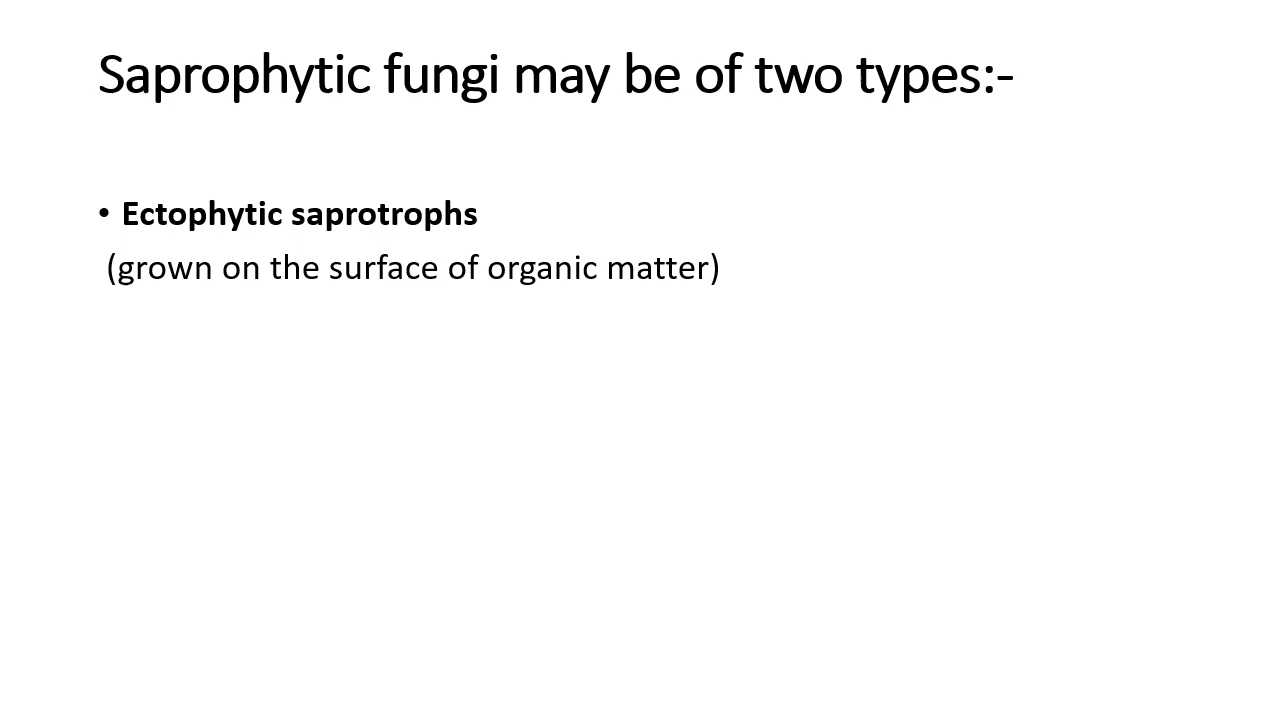 Saprophytic fungi may be of two types:-
• Ectophytic saprotrophs
(grown on the surface of organic matter)